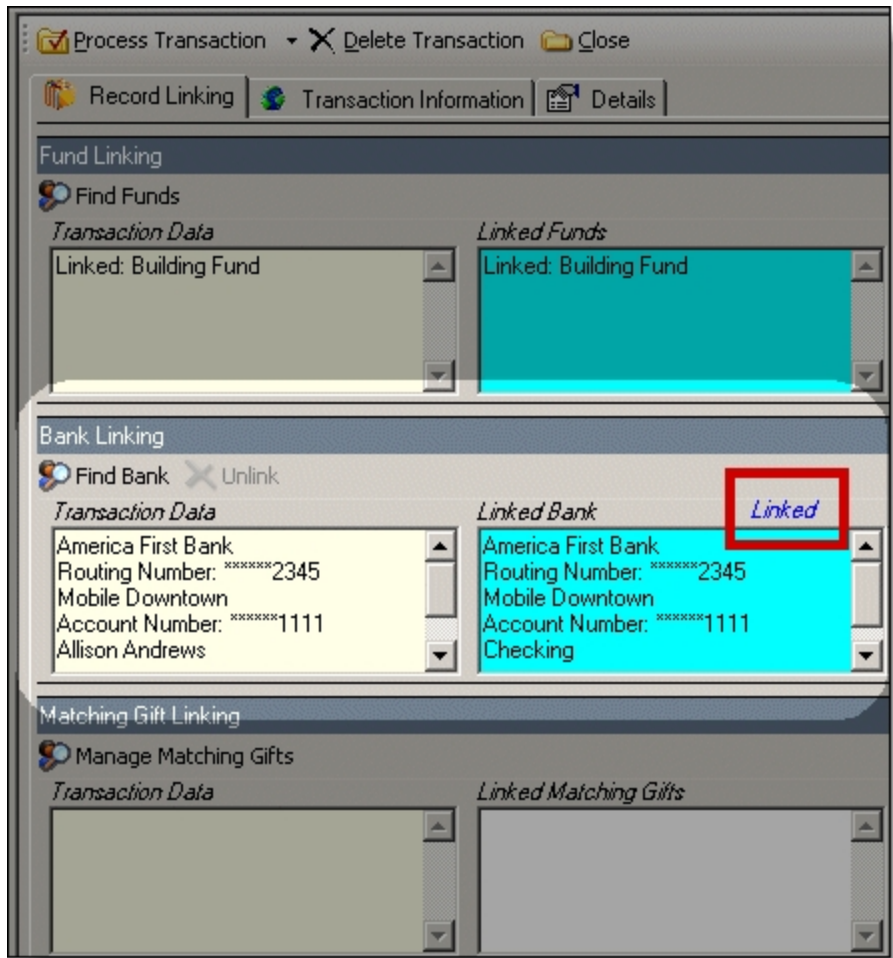 Process Transaction Delete Transaction Close
Record Linking Transaction Information Details
Fund Linking
Find Funds
Transaction Data Linked Funds
Linked: Building Fund Linked: Building Fund
Bank Linking
Find Bank Unlink
Transaction Data Linked Bank Linked
America First Bank America First Bank
Routing Number: ******2345 Routing Number: ******2345
Mobile Downtown Mobile Downtown
Account Number: ******1111 Account Number: ******1111
Allison Andrews Checking
Matching Gift Linking
Manage Matching Gifts
Transaction Data Linked Matching Gifts